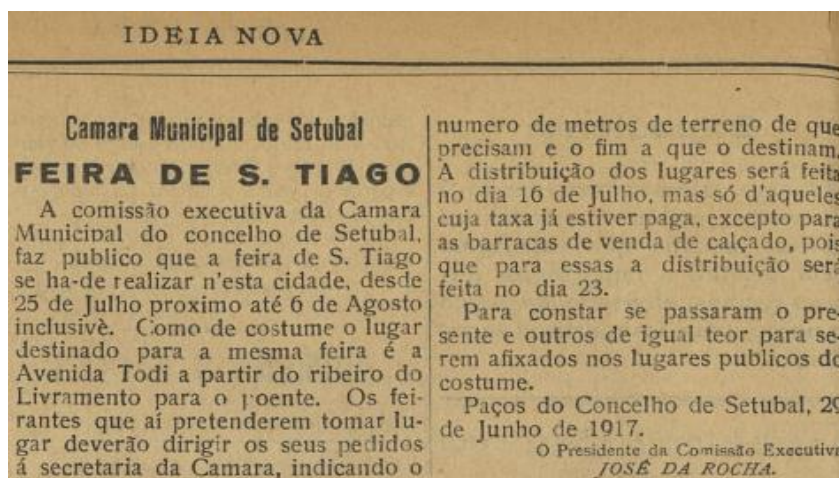 IDEIA NOVA
Camara Municipal de Setubal
FEIRA DE S. TIAGO
A comissão executiva da Camara
Municipal do concelho de Setubal,
faz publico que a feira de S. Tiago
se ha-de realizar n'esta cidade, desde
25 de Julho proximo até 6 de Agosto
inclusivè. Como de costume o lugar
destinado para a mesma feira é a
Avenida Todi a partir do ribeiro do
Livramento para o poente. Os fei-
rantes que aí pretenderem tomar lu-
gar deverão dirigir os seus pedidos
á secretaria da Camara, indicando o
numero de metros de terreno de que
precisam e o fim a que o destinam.
A distribuição dos lugares será feita
no dia 16 de Julho, mas só d'aqueles
cuja taxa já estiver paga, excepto para
as barracas de venda de calçado, pois
que para essas a distribuição será
feita no dia 23.
Para constar se passaram o pre-
sente e outros de igual teor para se-
rem afixados nos lugares publicos do
costume.
Paços do Concelho de Setubal, 29
de Junho de 1917.
O Presidente da Comissão Executiva
JOSÉ DA ROCHA.